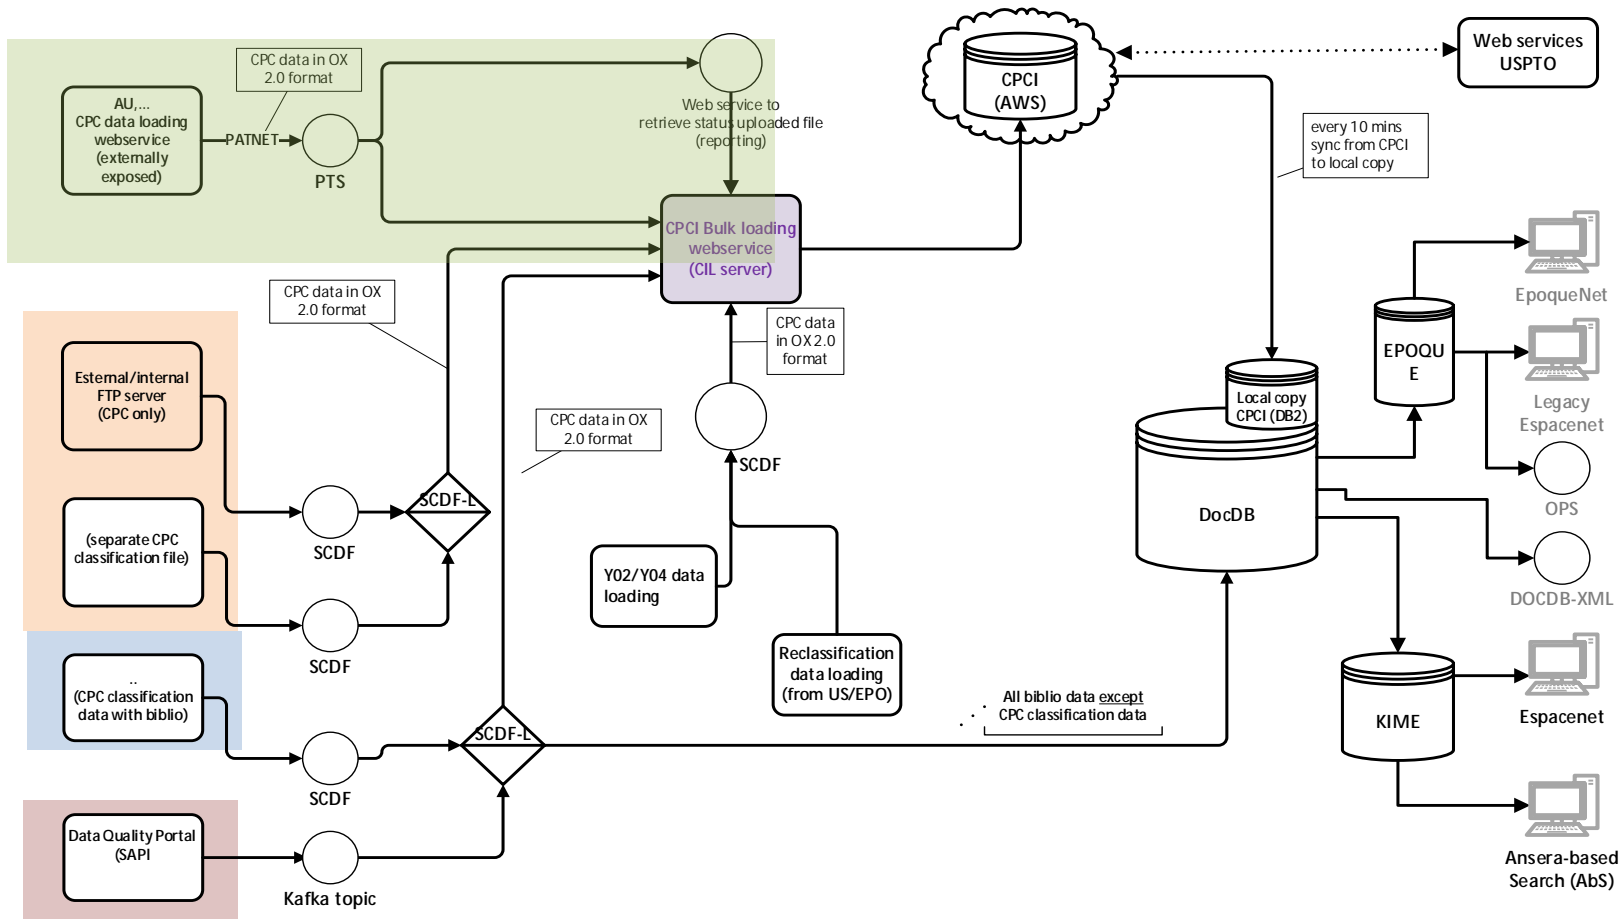 CPC data in OX
2.0 format
AU,...
CPC data loading
webservice
(externally
exposed)
PATNET
PTS
Web service to
retrieve status uploaded file
(reporting)
CPCI
(AWS)
Web services
USPTO
every 10 mins
sync from CPCI
to local copy
CPCI Bulk loading
webservice
(CIL server)
CPC data in OX
2.0 format
CPC data
in OX 2.0
format
EpoqueNet
EPOQU
E
Legacy
Espacenet
Esternal/internal
FTP server
(CPC only)
Local copy
CPCI (DB2)
CPC data in OX
2.0 format
SCDF
OPS
SCDF-L
DocDB
(separate CPC
classification file)
SCDF
Y02/Y04 data
loading
DOCDB-XML
SCDF
..
(CPC classification
data with biblio)
Reclassification
data loading
(from US/EPO)
All biblio data except
CPC classification data
SCDF-L
KIME
Espacenet
SCDF
Data Quality Portal
(SAPI
Kafka topic
Ansera-based
Search (AbS)